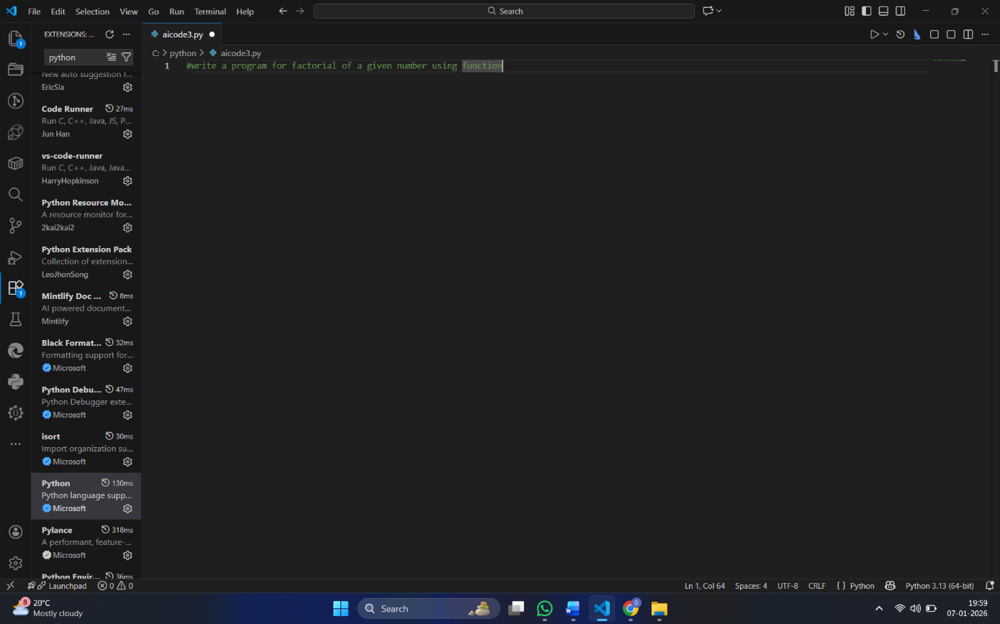 File Edit Selection View Go Run Terminal Help
Search
EXTENSIONS: ...
aicode3.py
1
python
C: > python > aicode3.py
1 #write a program for factorial of a given number using function
New auto suggestion f...
EricSia
Code Runner 27ms
Run C, C++, Java, JS, P...
Jun Han
vs-code-runner
Run C, C++, Java, Java...
HarryHopkinson
Python Resource Mo...
A resource monitor for...
2kai2kai2
Python Extension Pack
Collection of extension...
LeoJhonSong
1
Mintlify Doc ... 8ms
AI powered document...
Mintlify
Black Format... 32ms
Formatting support for...
Microsoft
Python Debu... 47ms
Python Debugger exte...
Microsoft
isort 30ms
Import organization su...
Microsoft
Python 130ms
Python language supp...
Microsoft
Pylance 318ms
A performant, feature-...
Microsoft
Python Envir... 36ms
Launchpad 0 0
Ln 1, Col 64 Spaces: 4 UTF-8 CRLF { } Python Python 3.13 (64-bit)
8
20°C
Mostly cloudy
Search
D
19:59
07-01-2026